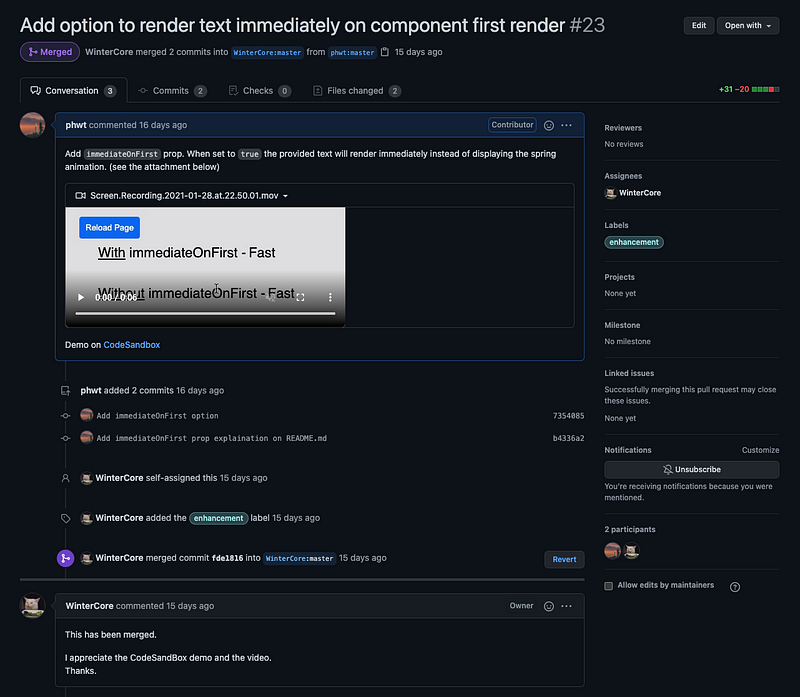 Add option to render text immediately on component first render #23
Edit
Open with
Merged
WinterCore merged 2 commits into WinterCore:master from phwt:master 15 days ago
Conversation 3
Commits 2
Checks 0
Files changed 2
+31 −20
phwt commented 16 days ago
Contributor
Add immediateOnFirst prop. When set to true the provided text will render immediately instead of displaying the spring
animation. (see the attachment below)
Screen.Recording.2021-01-28.at.22.50.01.mov
Reload Page
With immediateOnFirst - Fast
Without immediateOnFirst - Fast
0:00 / 0:06
Demo on CodeSandbox
phwt added 2 commits 16 days ago
Add immediateOnFirst option 7354085
Add immediateOnFirst prop explaination on README.md b4336a2
WinterCore self-assigned this 15 days ago
WinterCore added the enhancement label 15 days ago
WinterCore merged commit fde1816 into WinterCore:master 15 days ago
Revert
WinterCore commented 15 days ago
Owner
This has been merged.
I appreciate the CodeSandBox demo and the video.
Thanks.
Reviewers
No reviews
Assignees
WinterCore
Labels
enhancement
Projects
None yet
Milestone
No milestone
Linked issues
Successfully merging this pull request may close
these issues.
None yet
Notifications
Customize
Unsubscribe
You're receiving notifications because you were
mentioned.
2 participants
Allow edits by maintainers ?